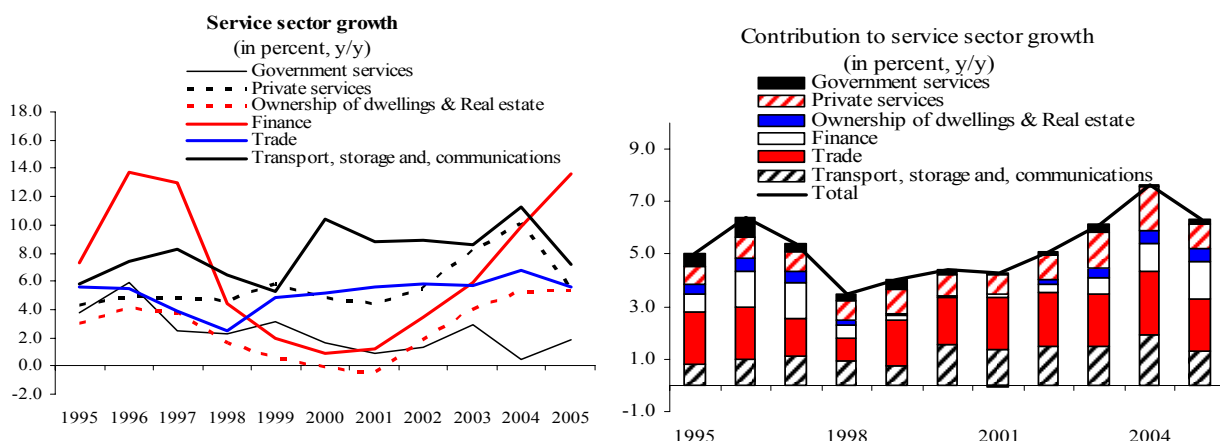 Service sector growth
(in percent, y/y)
Government services
Private services
Ownership of dwellings & Real estate
Finance
Trade
Transport, storage and, communications
18.0
16.0
14.0
12.0
10.0
8.0
6.0
4.0
2.0
0.0
-2.0
1995 1996 1997 1998 1999 2000 2001 2002 2003 2004 2005
Contribution to service sector growth
(in percent, y/y)
Government services
Private services
Ownership of dwellings & Real estate
Finance
Trade
Transport, storage and, communications
Total
9.0
7.0
5.0
3.0
1.0
-1.0
1995 1998 2001 2004